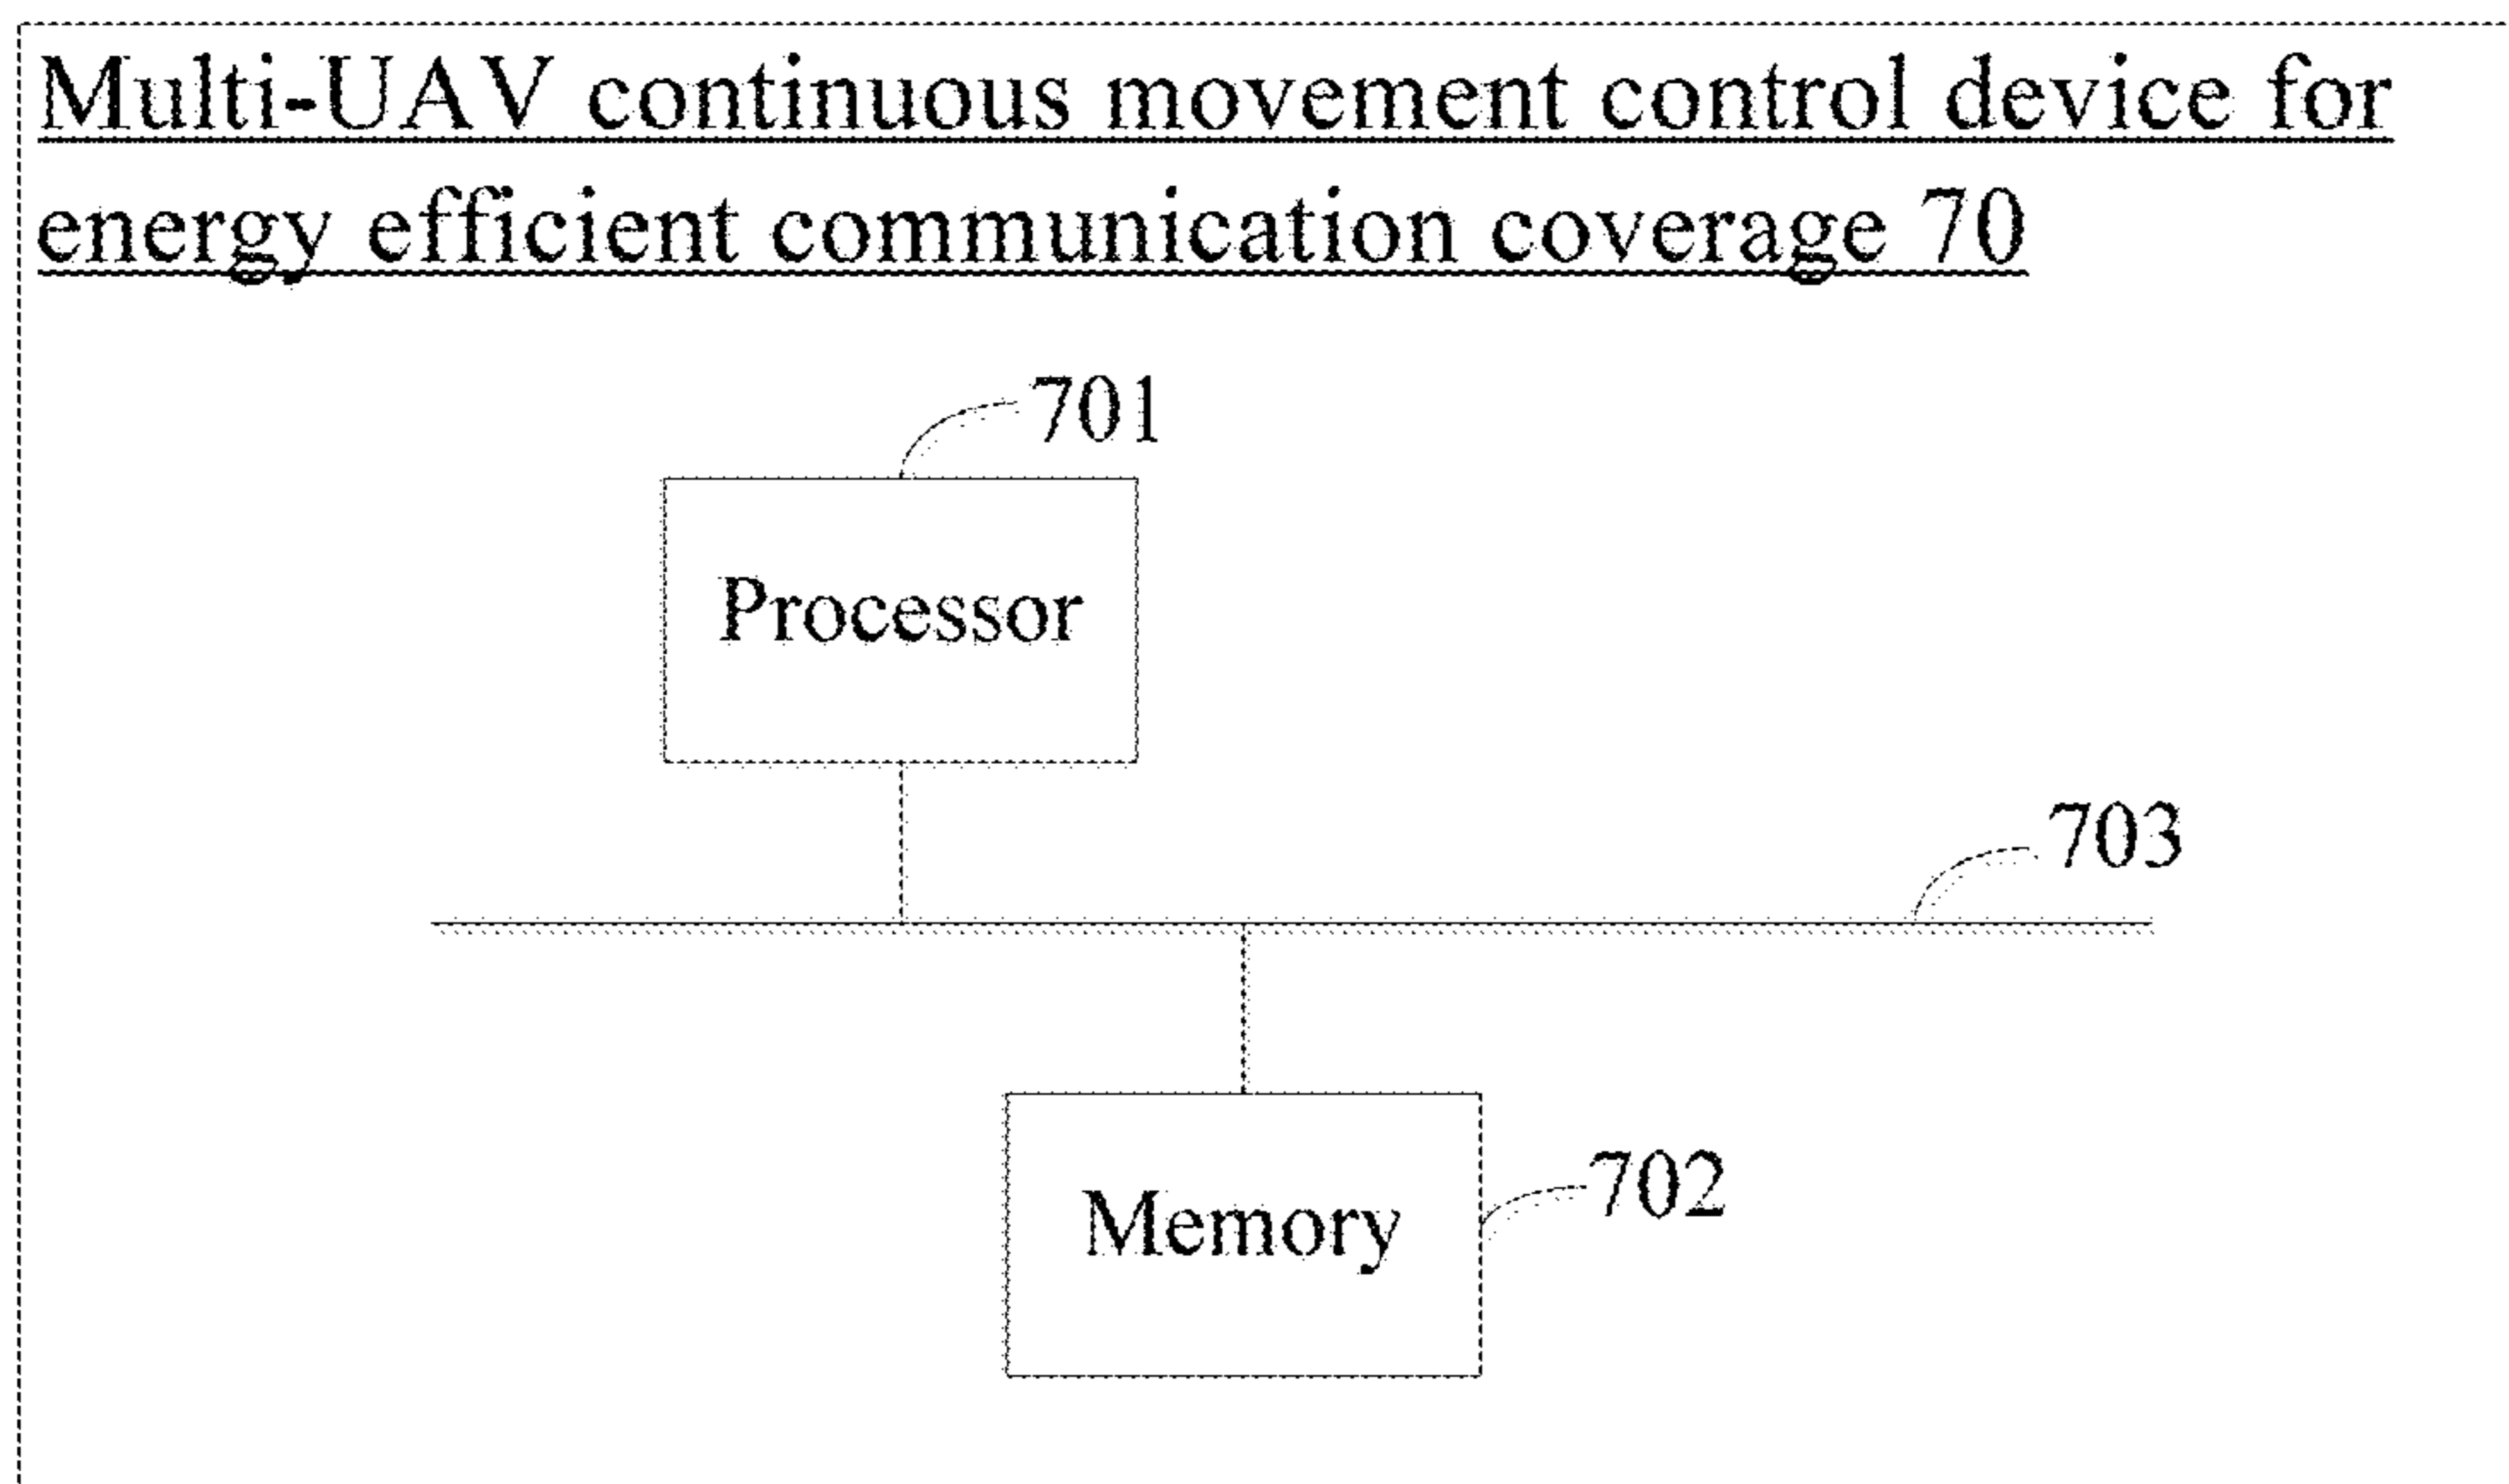 Multi-UAV continuous movement control device for
energy efficient communication coverage 70
701
Processor
703
Memory
702